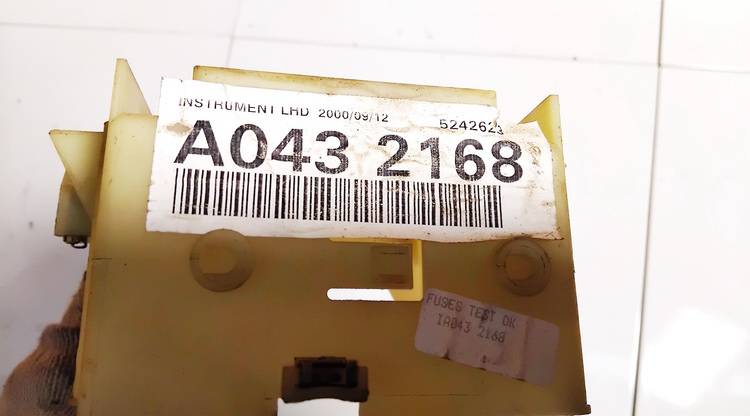 INSTRUMENT LHD 2000/09/12 5242623
A043 2168
FUSES TEST OK
IA043 2168